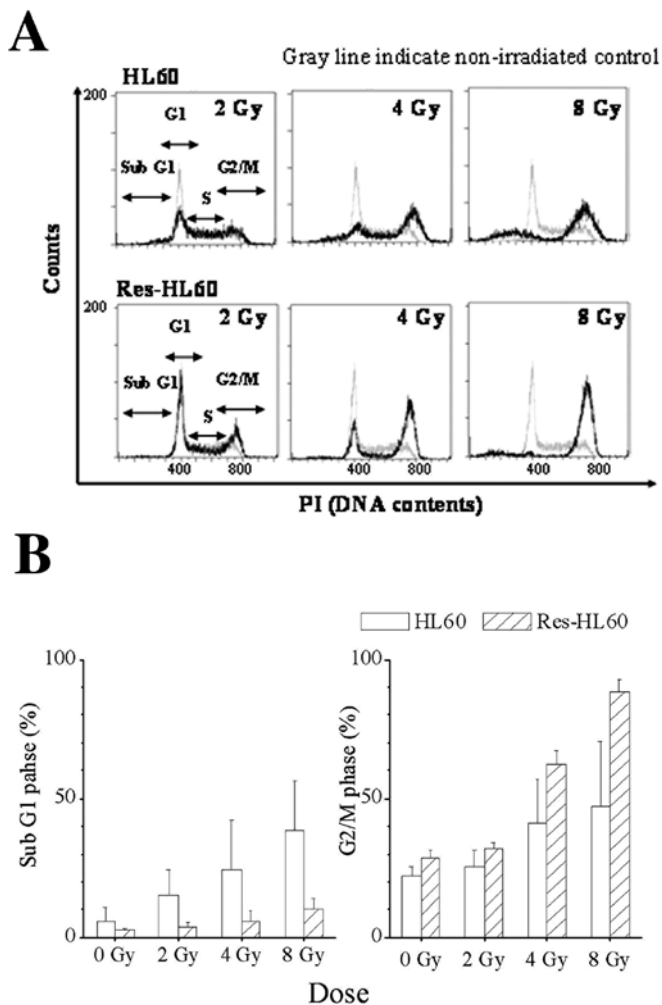 A
Gray line indicate non-irradiated control
HL60
200
2 Gy
4 Gy
8 Gy
G1
Sub G1
G2/M
S
Counts
Res-HL60
200
2 Gy
4 Gy
8 Gy
G1
Sub G1
G2/M
S
400 800 400 800 400 800
PI (DNA contents)
B
HL60 Res-HL60
100
50
0
Sub G1 pahse (%)
0 Gy 2 Gy 4 Gy 8 Gy
100
50
0
G2/M phase (%)
0 Gy 2 Gy 4 Gy 8 Gy
Dose